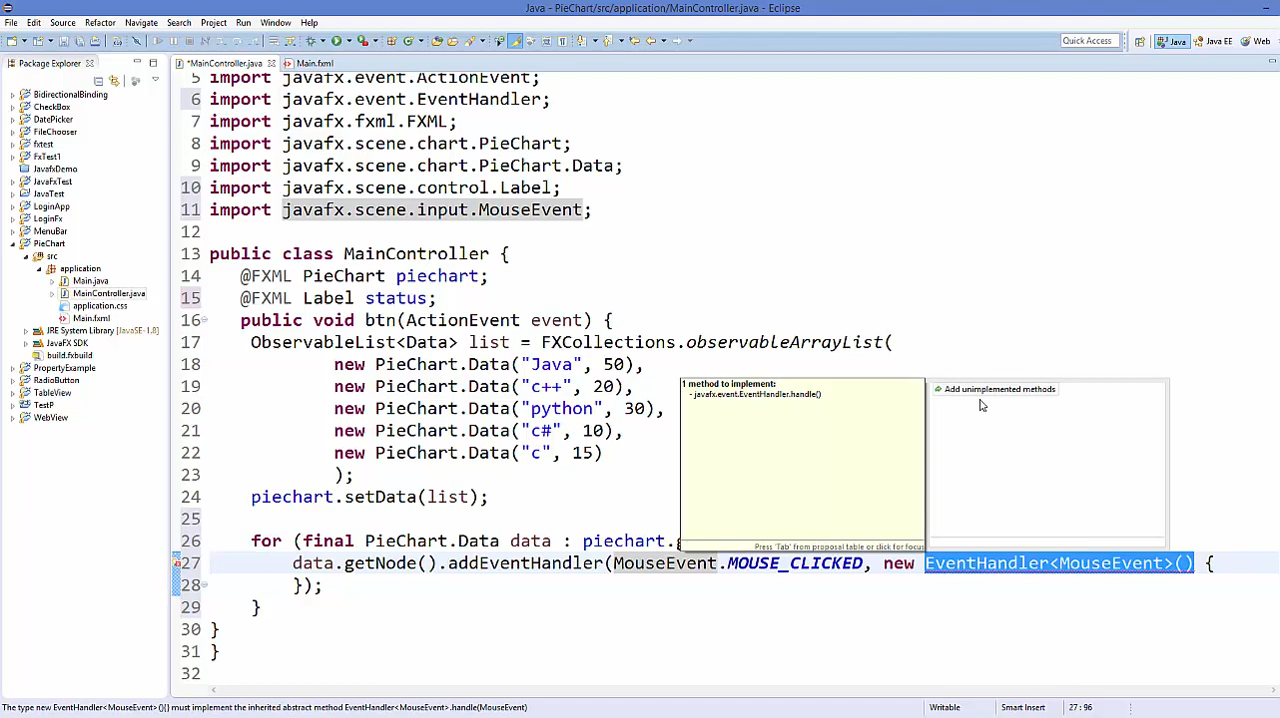 Java - PieChart/src/application/MainController.java - Eclipse
File Edit Source Refactor Navigate Search Project Run Window Help
Quick Access Java Java EE Web
Package Explorer *MainController.java Main.fxml
BidirectionalBinding
CheckBox
DatePicker
FileChooser
fxtest
FxTest1
JavafxDemo
JavaFxTest
JavaTest
LoginApp
LoginFx
MenuBar
PieChart
src
application
Main.java
MainController.java
application.css
Main.fxml
JRE System Library [JavaSE-1.8]
JavaFX SDK
build.fxbuild
PropertyExample
RadioButton
TableView
TestP
WebView
5 import javafx.event.ActionEvent;
6 import javafx.event.EventHandler;
7 import javafx.fxml.FXML;
8 import javafx.scene.chart.PieChart;
9 import javafx.scene.chart.PieChart.Data;
10 import javafx.scene.control.Label;
11 import javafx.scene.input.MouseEvent;
12
13 public class MainController {
14 @FXML PieChart piechart;
15 @FXML Label status;
16 public void btn(ActionEvent event) {
17 ObservableList<Data> list = FXCollections.observableArrayList(
18 new PieChart.Data("Java", 50),
19 new PieChart.Data("c++", 20),
20 new PieChart.Data("python", 30),
21 new PieChart.Data("c#", 10),
22 new PieChart.Data("c", 15)
23 );
24 piechart.setData(list);
25
26 for (final PieChart.Data data : piechart.
27 data.getNode().addEventHandler(MouseEvent.MOUSE_CLICKED, new EventHandler<MouseEvent>() {
28 });
29 }
30 }
31 }
32
1 method to implement:
- javafx.event.EventHandler.handle()
Press 'Tab' from proposal table or click for focus
Add unimplemented methods
The type new EventHandler<MouseEvent>(){} must implement the inherited abstract method EventHandler<MouseEvent>.handle(MouseEvent)
Writable Smart Insert 27 : 96